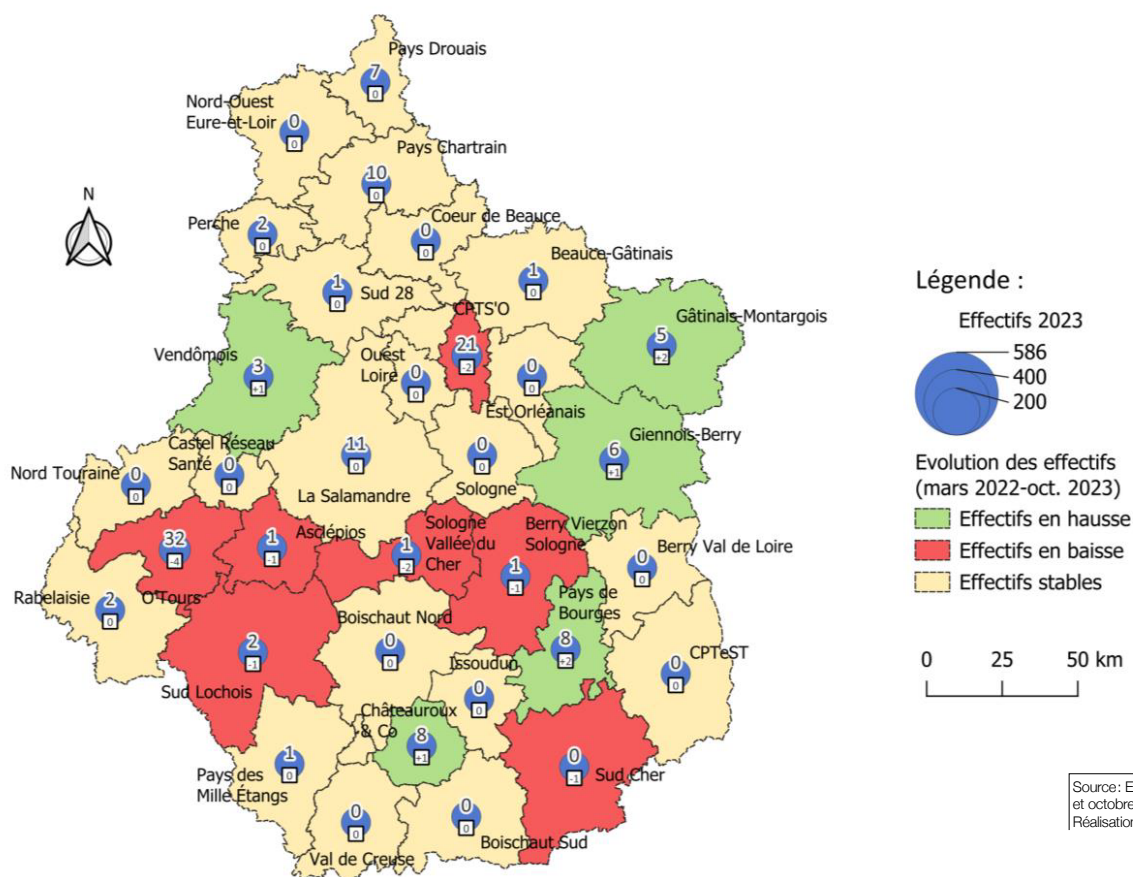 Pays Drouais
7
0
Nord-Ouest
Eure-et-Loir
0
0
Pays Chartrain
10
0
N
Perche
2
0
Coeur de Beauce
0
0
Beauce-Gâtinais
1
0
Sud 28
1
0
CPTS'O
21
-2
Gâtinais-Montargois
5
+2
Vendômois
3
+1
Ouest
Loire
0
0
0
0
Est Orléanais
Giennois-Berry
6
+1
Castel Réseau
Santé
0
0
Nord Touraine
0
0
11
0
La Salamandre
0
0
Sologne
Asclépios
1
-1
Sologne
Vallée du
Cher
1
-2
Berry Vierzon
Sologne
1
-1
Berry Val de Loire
0
0
32
-4
O'Tours
Rabelaisie
2
0
Pays de
Bourges
8
+2
Boischaut Nord
0
0
2
-1
Sud Lochois
Issoudun
0
0
CPTeST
0
0
Châteauroux
& Co
8
+1
0
-1
Sud Cher
1
0
Pays des
Mille Étangs
0
0
Val de Creuse
0
0
Boischaut Sud
Légende :
Effectifs 2023
586
400
200
Evolution des effectifs
(mars 2022-oct. 2023)
Effectifs en hausse
Effectifs en baisse
Effectifs stables
0 25 50 km
Source: E
et octobre
Réalisation